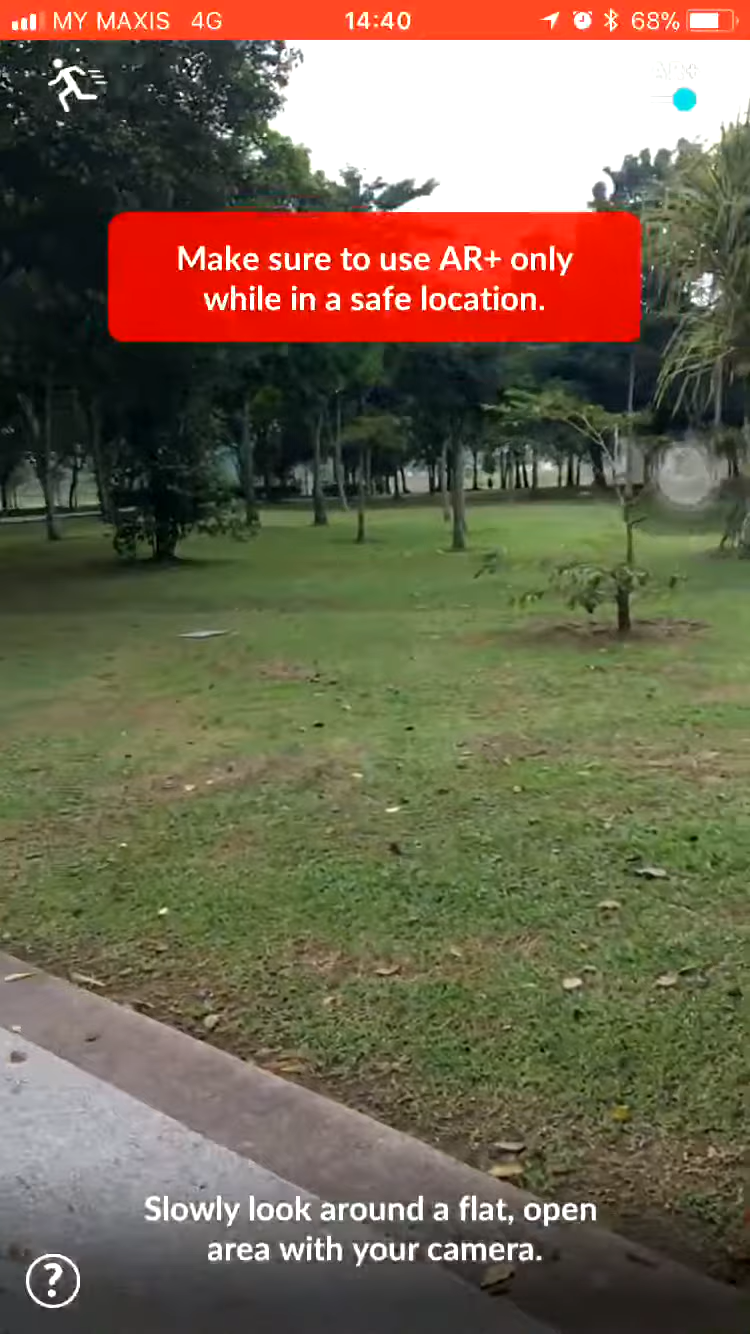 MY MAXIS 4G 14:40 68%
AR+
Make sure to use AR+ only
while in a safe location.
Slowly look around a flat, open
area with your camera.
?